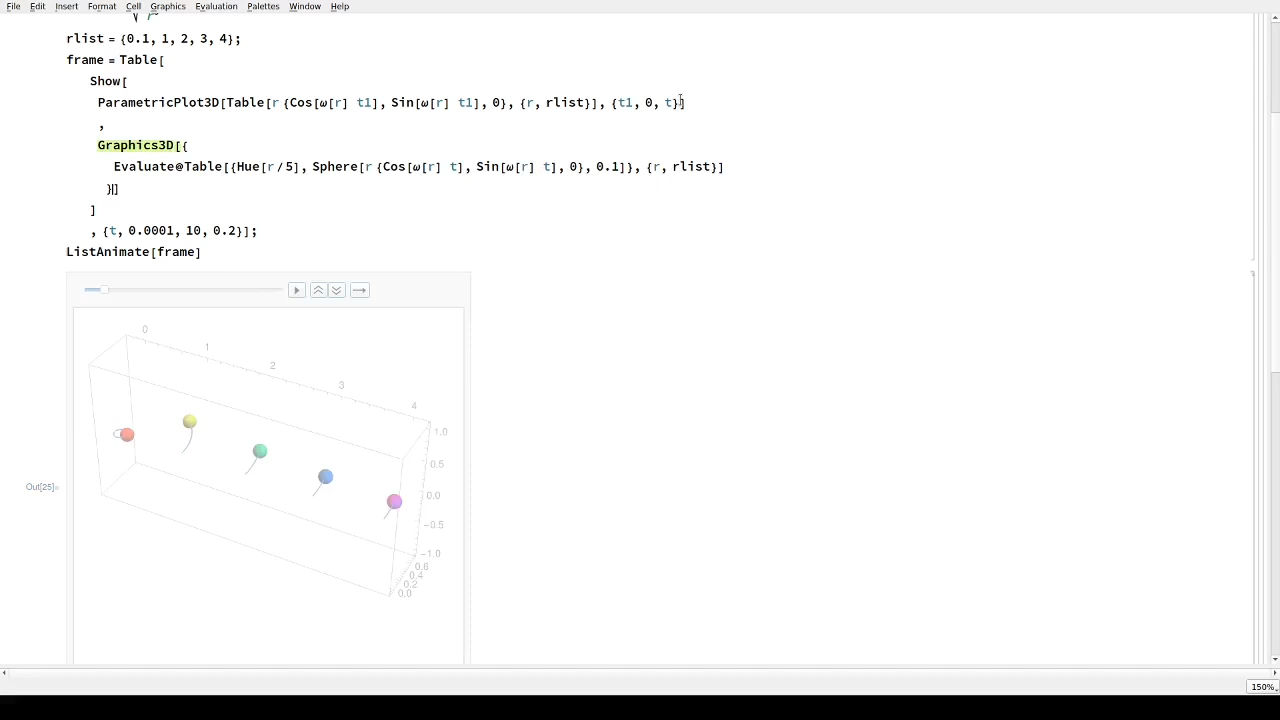 File Edit Insert Format Cell Graphics Evaluation Palettes Window Help
rlist = {0.1, 1, 2, 3, 4};
frame = Table[
Show[
ParametricPlot3D[Table[r {Cos[ω[r] t1], Sin[ω[r] t1], 0}, {r, rlist}], {t1, 0, t}]
,
Graphics3D[{
Evaluate@Table[{Hue[r/5], Sphere[r {Cos[ω[r] t], Sin[ω[r] t], 0}, 0.1]}, {r, rlist}]
}]
]
, {t, 0.0001, 10, 0.2}];
ListAnimate[frame]
0
1
2
3
4
1.0
0.5
0.0
-0.5
-1.0
0.6
0.4
0.2
0.0
Out[25]=
150%